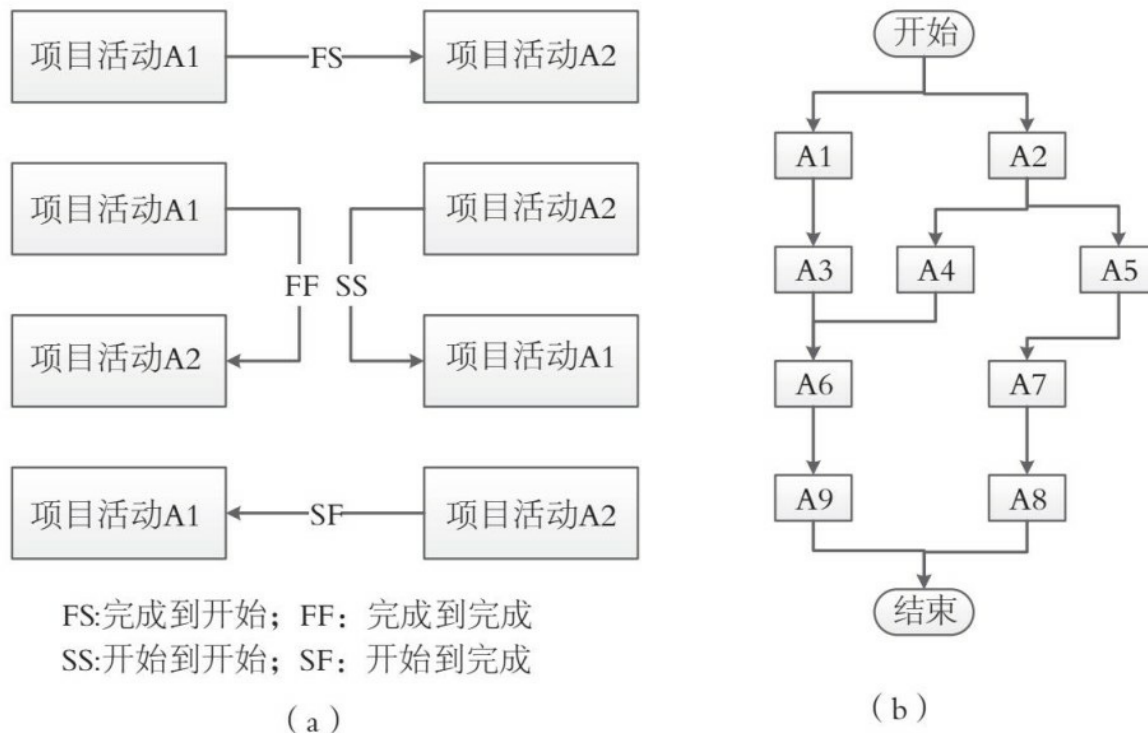 项目活动A1
FS
项目活动A2
项目活动A1
项目活动A2
FF
SS
项目活动A2
项目活动A1
项目活动A1
SF
项目活动A2
FS:完成到开始；FF：完成到完成
SS:开始到开始；SF：开始到完成
（a）
开始
A1
A2
A3
A4
A5
A6
A7
A9
A8
结束
（b）